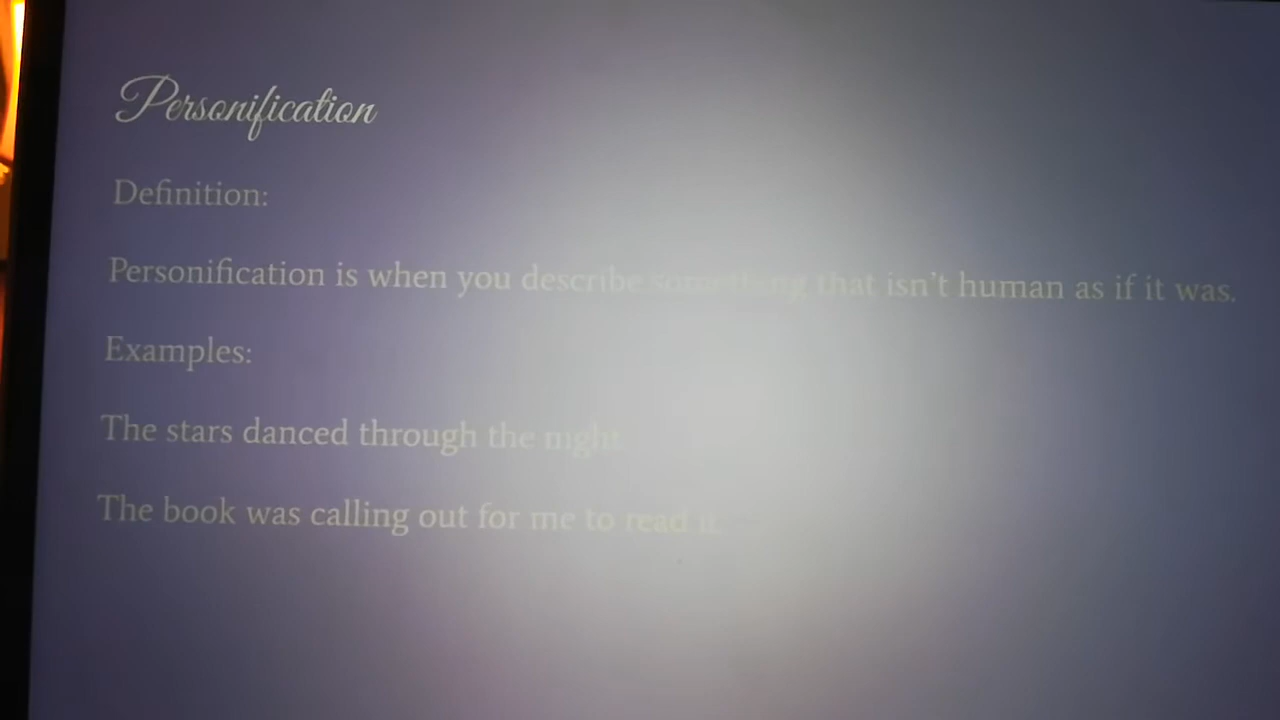 Personification
Definition:
Personification is when you describe something that isn't human as if it was.
Examples:
The stars danced through the night.
The book was calling out for me to read it.